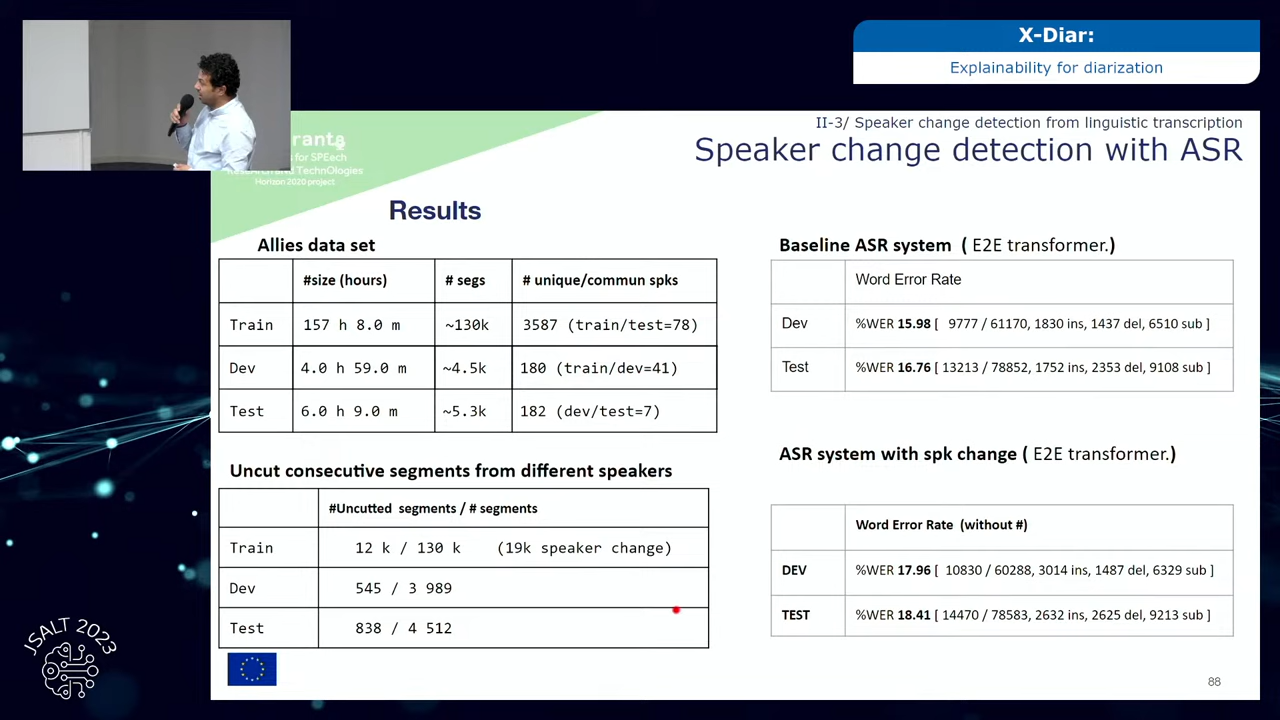 X-Diar:
Explainability for diarization
II-3/ Speaker change detection from linguistic transcription
Speaker change detection with ASR
for SPEech
TechnOlogies
Horizon 2020 project
Results
Allies data set
#size (hours) # segs # unique/commun spks
Train 157 h 8.0 m ~130k 3587 (train/test=78)
Dev 4.0 h 59.0 m ~4.5k 180 (train/dev=41)
Test 6.0 h 9.0 m ~5.3k 182 (dev/test=7)
Uncut consecutive segments from different speakers
#Uncutted segments / # segments
Train 12 k / 130 k (19k speaker change)
Dev 545 / 3 989
Test 838 / 4 512
Baseline ASR system ( E2E transformer.)
Word Error Rate
Dev %WER 15.98 [ 9777 / 61170, 1830 ins, 1437 del, 6510 sub ]
Test %WER 16.76 [ 13213 / 78852, 1752 ins, 2353 del, 9108 sub ]
ASR system with spk change ( E2E transformer.)
Word Error Rate (without #)
DEV %WER 17.96 [ 10830 / 60288, 3014 ins, 1487 del, 6329 sub ]
TEST %WER 18.41 [ 14470 / 78583, 2632 ins, 2625 del, 9213 sub ]
JSALT 2023
88